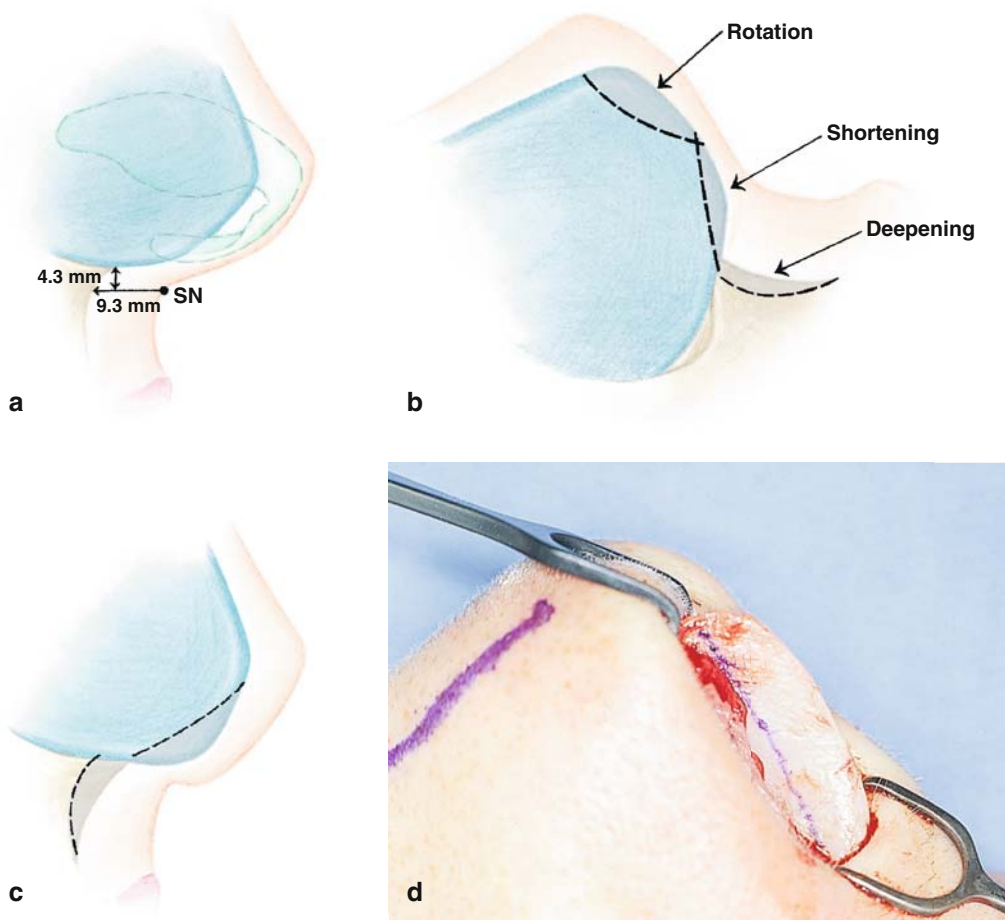 4.3 mm
9.3 mm
SN
a
Rotation
Shortening
Deepening
b
c
d